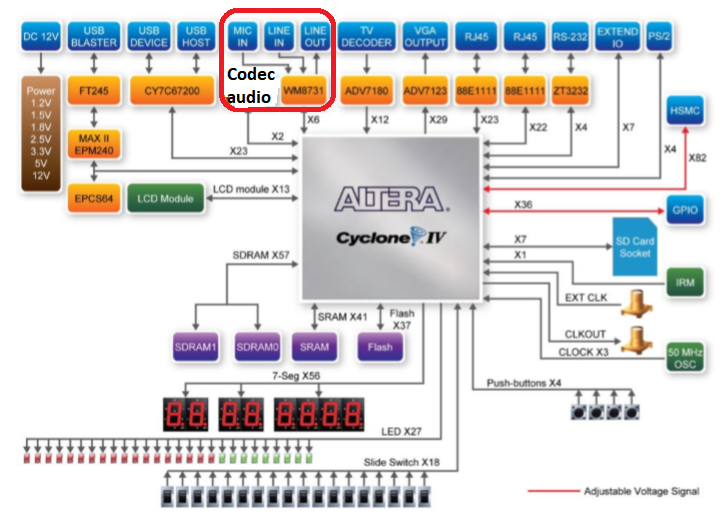 DC 12V
USB
BLASTER
USB
DEVICE
USB
HOST
MIC
IN
LINE
IN
LINE
OUT
TV
DECODER
VGA
OUTPUT
RJ45
RJ45
RS-232
EXTEND
IO
PS/2
Codec
audio
Power
1.2V
1.5V
1.8V
2.5V
3.3V
5V
12V
FT245
CY7C67200
WM8731
ADV7180
ADV7123
88E1111
88E1111
ZT3232
HSMC
MAX II
EPM240
X2
X6
X12
X29
X23
X22
X4
X7
X4
X82
X23
EPCS64
LCD Module
LCD module X13
ALTERA.
Cyclone IV
X36
GPIO
X7
SD Card
Socket
X1
IRM
SDRAM X57
EXT CLK
CLKOUT
CLOCK X3
50 MHz
OSC
SRAM X41
Flash
X37
SDRAM1
SDRAM0
SRAM
Flash
7-Seg X56
Push-buttons X4
LED X27
Slide Switch X18
Adjustable Voltage Signal